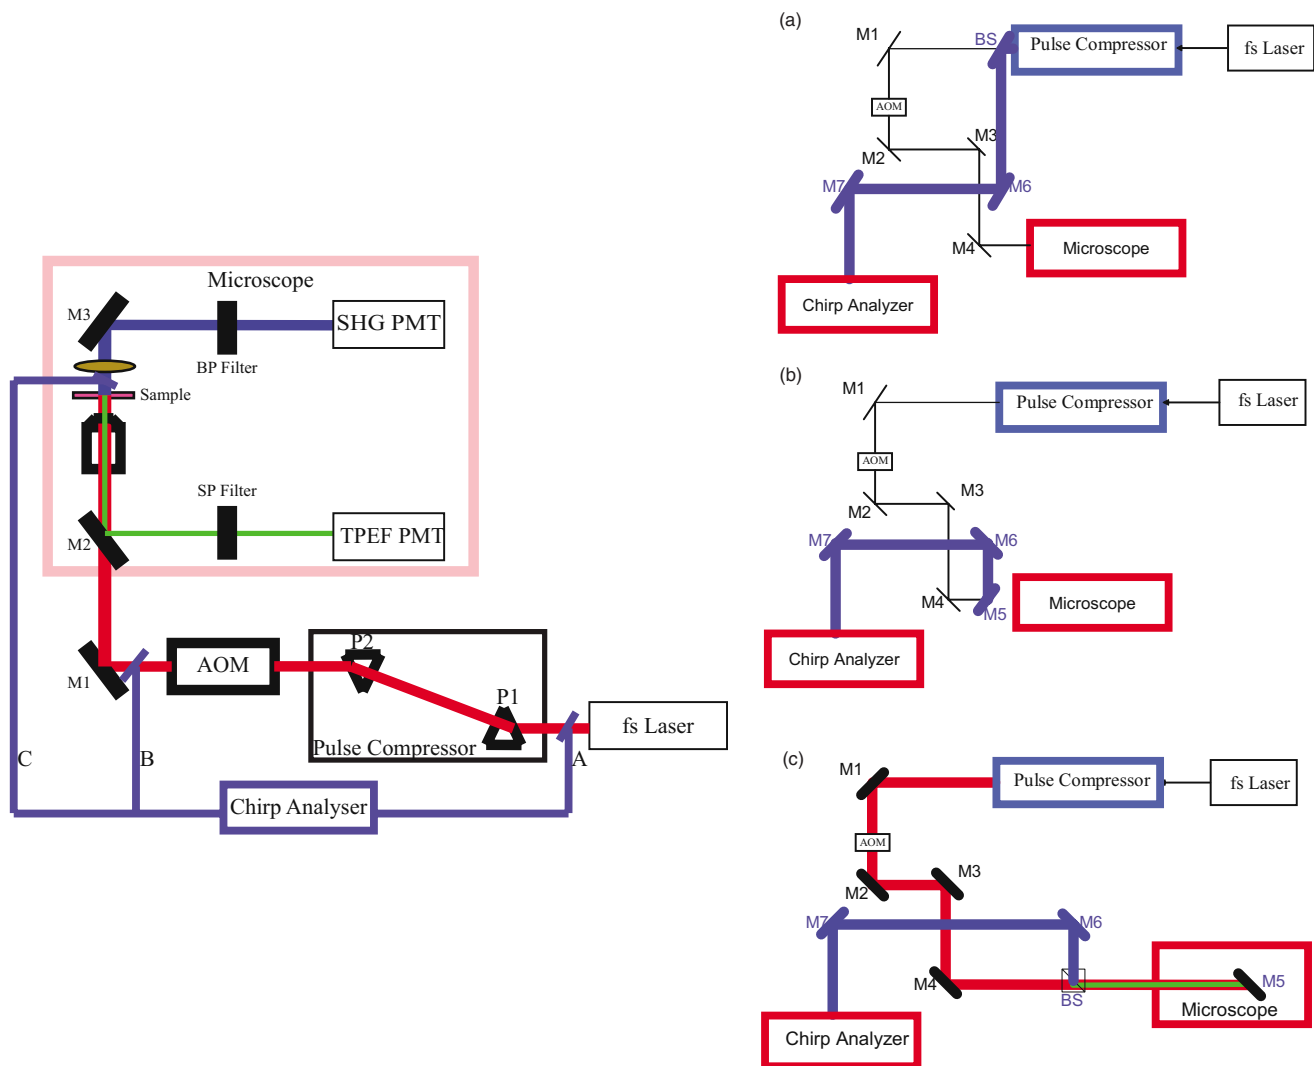 Microscope
M3
SHG PMT
BP Filter
Sample
SP Filter
M2
TPEF PMT
M1
AOM
P2
P1
Pulse Compressor
fs Laser
C
B
A
Chirp Analyser
(a)
M1
BS
Pulse Compressor
fs Laser
AOM
M2
M3
M7
M6
M4
Microscope
Chirp Analyzer
(b)
M1
Pulse Compressor
fs Laser
AOM
M2
M3
M7
M6
M4
M5
Microscope
Chirp Analyzer
(c)
M1
Pulse Compressor
fs Laser
AOM
M2
M3
M7
M6
M4
BS
M5
Microscope
Chirp Analyzer